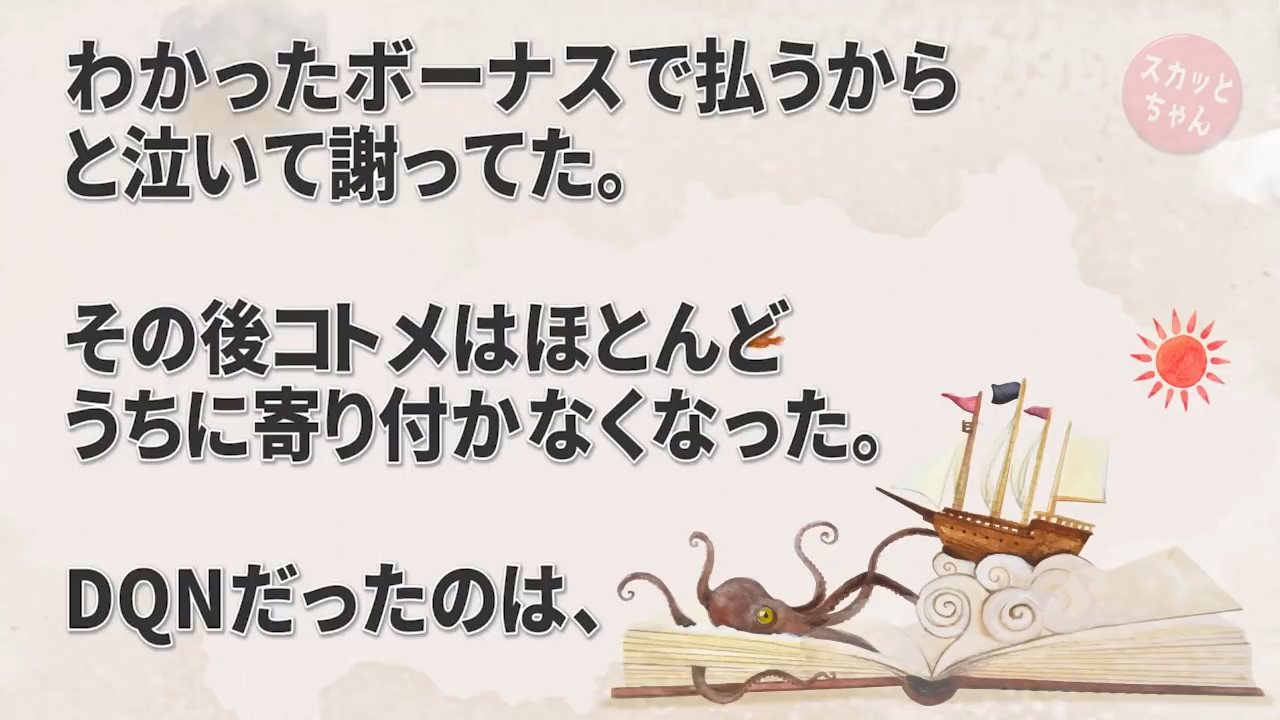 わかったボーナスで払うから
と泣いて謝ってた。
その後コトメはほとんど
うちに寄り付かなくなった。
DQNだったのは、
スカッと
ちゃん